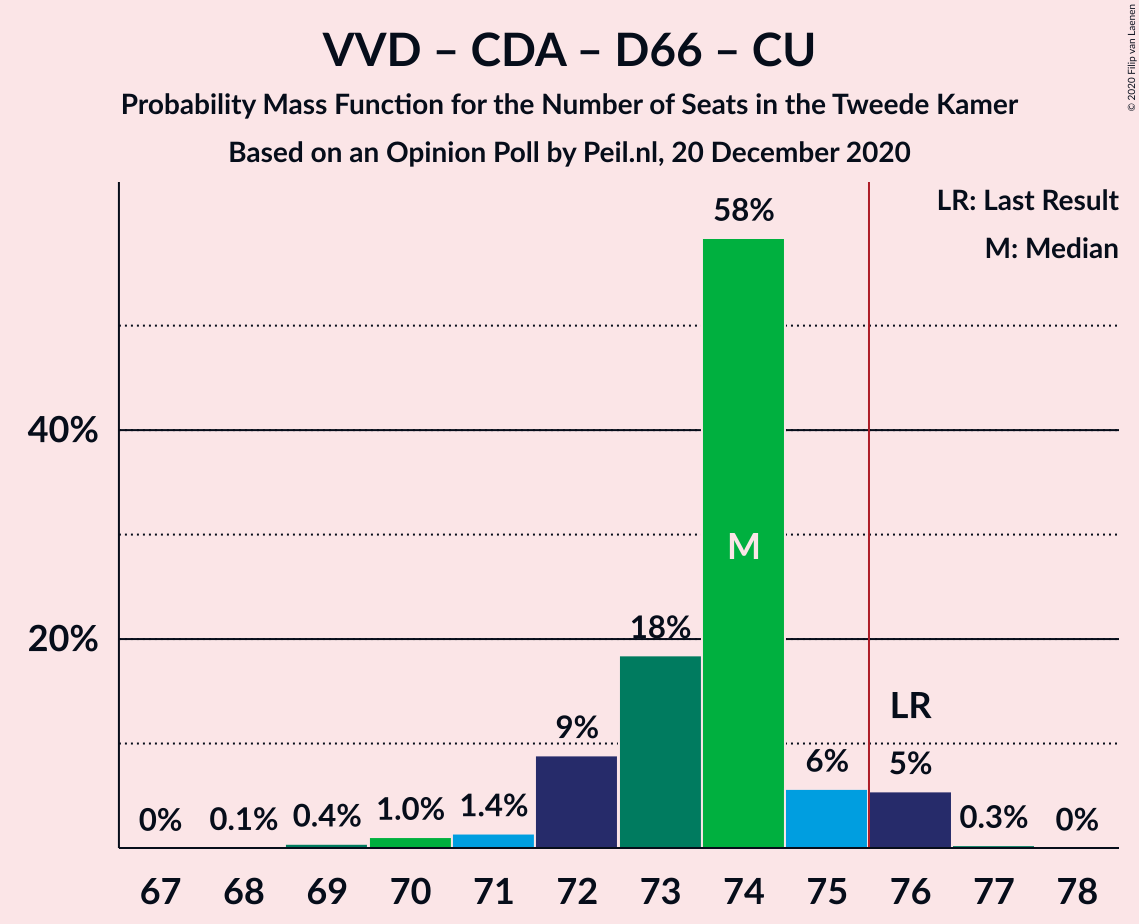 VVD – CDA – D66 – CU
Probability Mass Function for the Number of Seats in the Tweede Kamer
Based on an Opinion Poll by Peil.nl, 20 December 2020
© 2020 Filip van Laenen
LR: Last Result
M: Median
58%
40%
M
20%
18%
LR
9%
6%
5%
0%
0.1%
0.4%
1.0%
1.4%
0.3%
0%
67 68 69 70 71 72 73 74 75 76 77 78